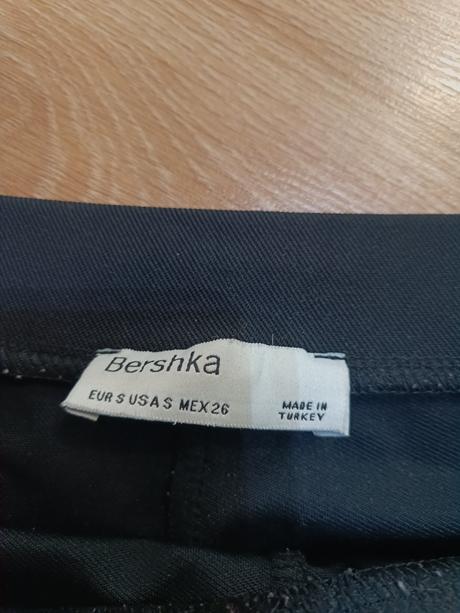 Bershka
EUR S USA S MEX 26
MADE IN
TURKEY